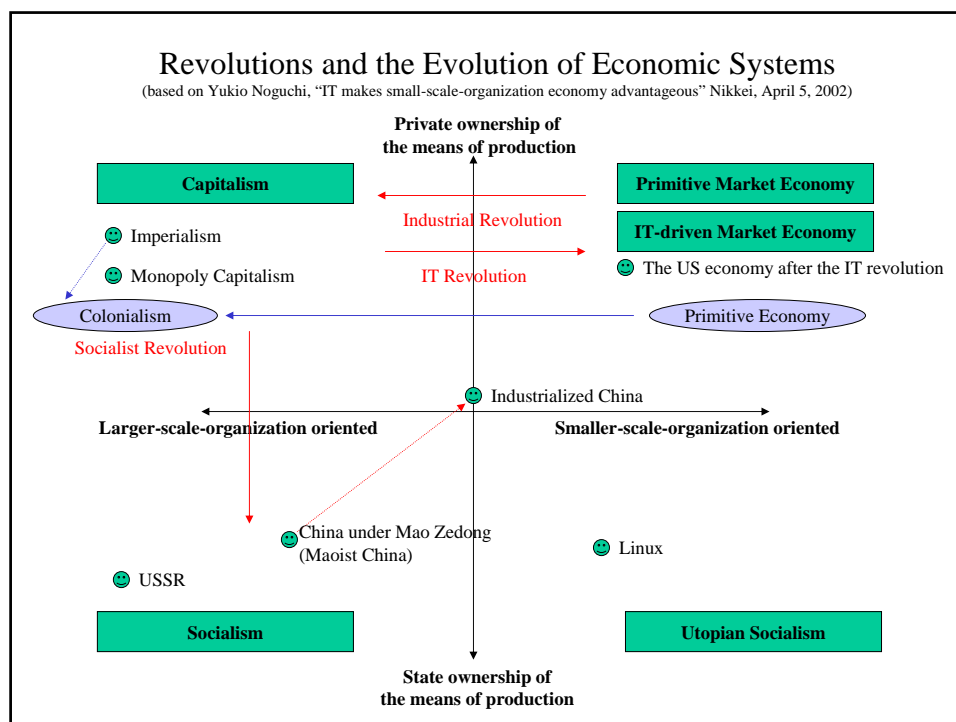 Revolutions and the Evolution of Economic Systems
(based on Yukio Noguchi, “IT makes small-scale-organization economy advantageous” Nikkei, April 5, 2002)
Private ownership of
the means of production
Capitalism
Primitive Market Economy
Industrial Revolution
IT-driven Market Economy
Imperialism
IT Revolution
The US economy after the IT revolution
Monopoly Capitalism
Colonialism
Primitive Economy
Socialist Revolution
Industrialized China
Larger-scale-organization oriented
Smaller-scale-organization oriented
China under Mao Zedong
(Maoist China)
Linux
USSR
Socialism
Utopian Socialism
State ownership of
the means of production